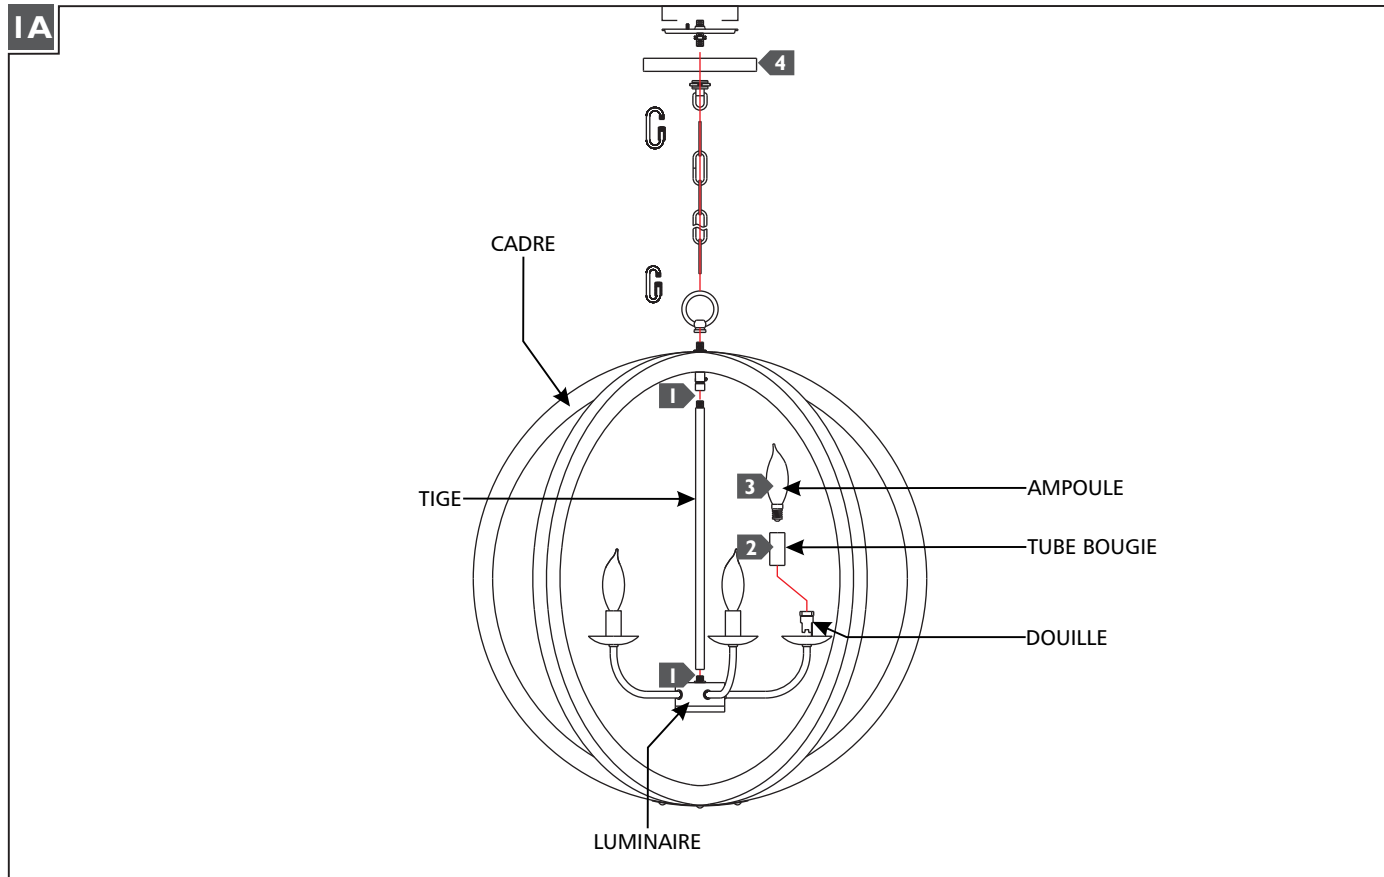 1A
4
CADRE
1
3
AMPOULE
TIGE
2
TUBE BOUGIE
DOUILLE
1
LUMINAIRE